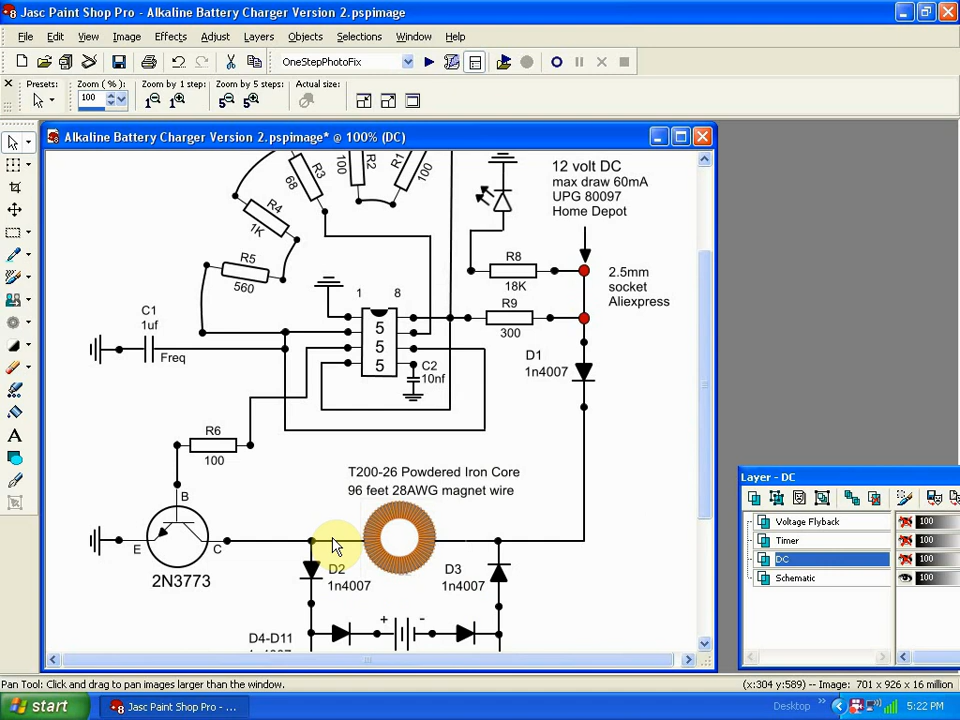 Jasc Paint Shop Pro - Alkaline Battery Charger Version 2.pspimage
File Edit View Image Effects Adjust Layers Objects Selections Window Help
OneStepPhotoFix
Presets: Zoom ( % ): Zoom by 1 step: Zoom by 5 steps: Actual size:
100
Alkaline Battery Charger Version 2.pspimage* @ 100% (DC)
R3
68
R2
100
R1
100
12 volt DC
max draw 60mA
UPG 80097
Home Depot
R4
1K
R5
560
R8
18K
2.5mm
socket
Aliexpress
1 8
R9
300
C1
1uf
Freq
5
5
5
C2
10nf
D1
1n4007
R6
100
T200-26 Powdered Iron Core
96 feet 28AWG magnet wire
B
E
C
2N3773
D2
1n4007
D3
1n4007
+ -
D4-D11
Layer - DC
Voltage Flyback 100
Timer 100
DC 100
Schematic 100
Pan Tool: Click and drag to pan images larger than the window.
(x:304 y:589) -- Image: 701 x 926 x 16 million
start
Jasc Paint Shop Pro - ...
Desktop
5:22 PM